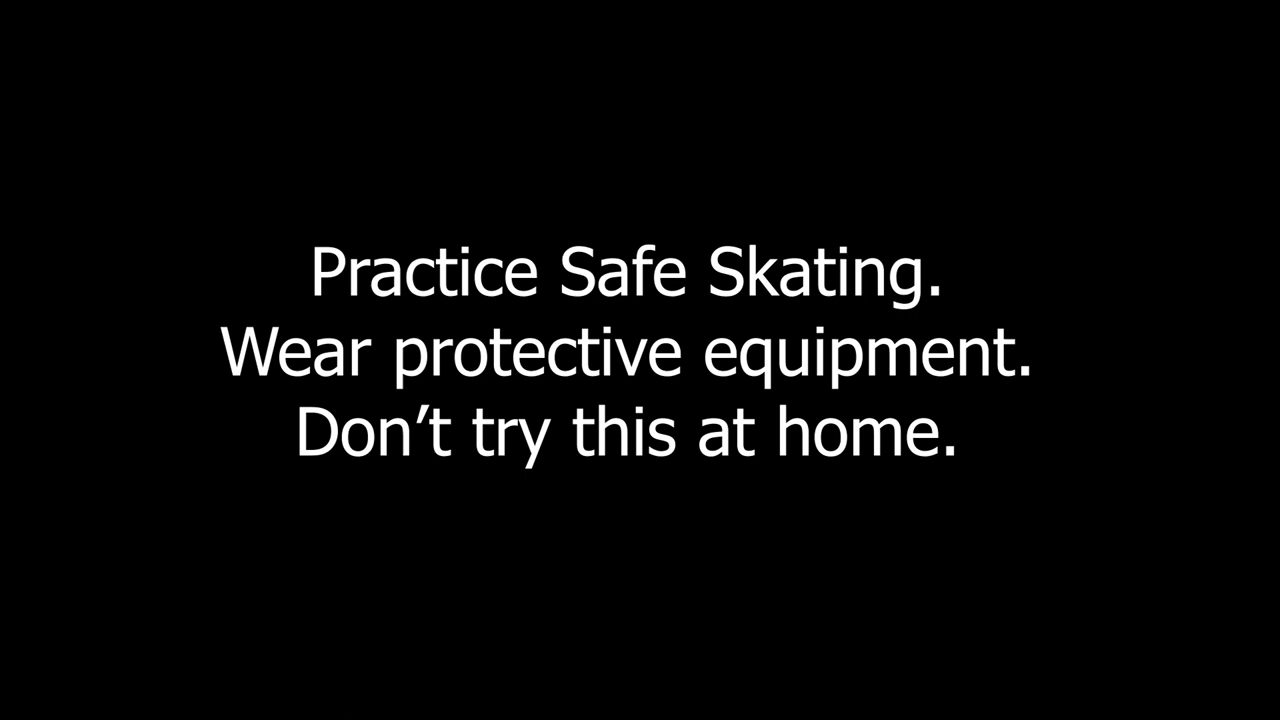 Practice Safe Skating.
Wear protective equipment.
Don’t try this at home.